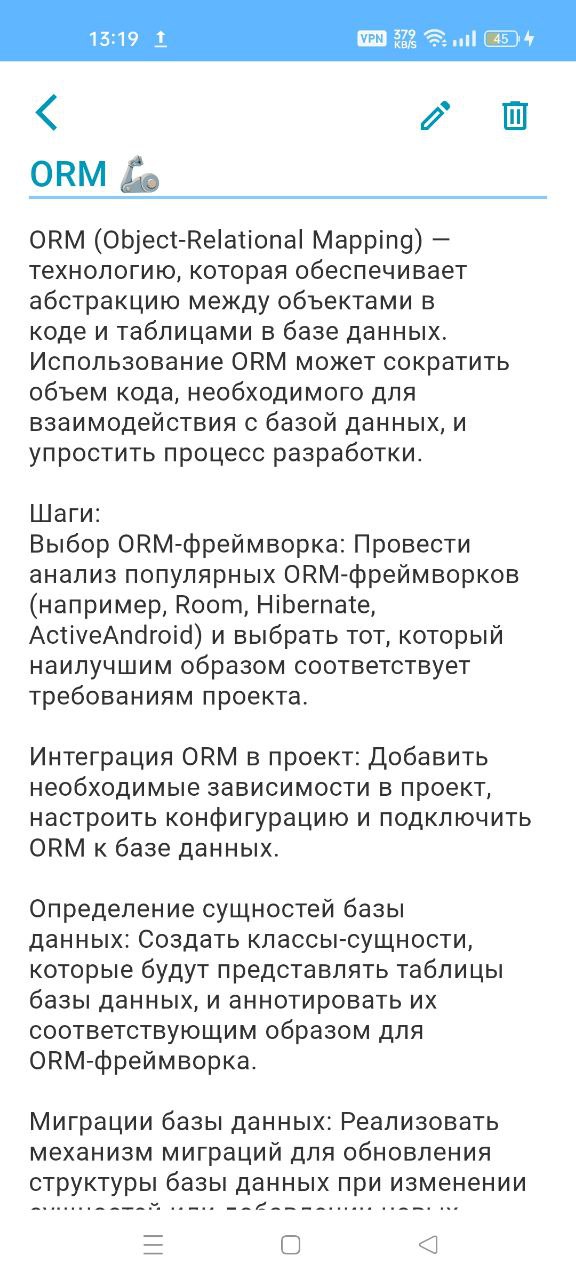 13:19
VPN 379 KB/S 45
ORM
ORM (Object-Relational Mapping) —
технологию, которая обеспечивает
абстракцию между объектами в
коде и таблицами в базе данных.
Использование ORM может сократить
объем кода, необходимого для
взаимодействия с базой данных, и
упростить процесс разработки.
Шаги:
Выбор ORM-фреймворка: Провести
анализ популярных ORM-фреймворков
(например, Room, Hibernate,
ActiveAndroid) и выбрать тот, который
наилучшим образом соответствует
требованиям проекта.
Интеграция ORM в проект: Добавить
необходимые зависимости в проект,
настроить конфигурацию и подключить
ORM к базе данных.
Определение сущностей базы
данных: Создать классы-сущности,
которые будут представлять таблицы
базы данных, и аннотировать их
соответствующим образом для
ORM-фреймворка.
Миграции базы данных: Реализовать
механизм миграций для обновления
структуры базы данных при изменении